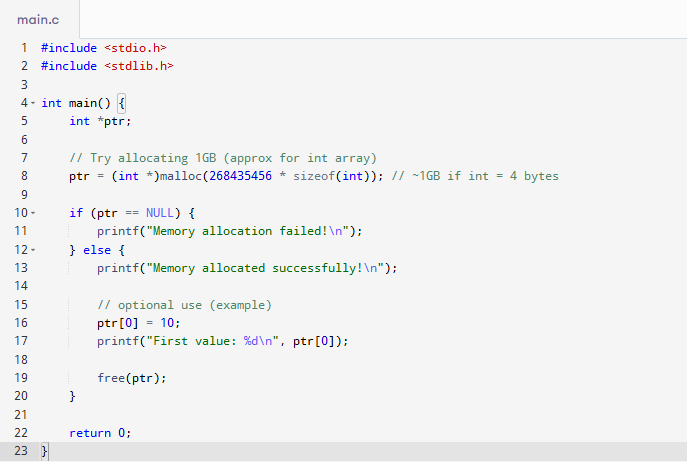 main.c
1 #include <stdio.h>
2 #include <stdlib.h>
3
4 int main() {
5     int *ptr;
6
7     // Try allocating 1GB (approx for int array)
8     ptr = (int *)malloc(268435456 * sizeof(int)); // ~1GB if int = 4 bytes
9
10     if (ptr == NULL) {
11         printf("Memory allocation failed!\n");
12     } else {
13         printf("Memory allocated successfully!\n");
14
15         // optional use (example)
16         ptr[0] = 10;
17         printf("First value: %d\n", ptr[0]);
18
19         free(ptr);
20     }
21
22     return 0;
23 }